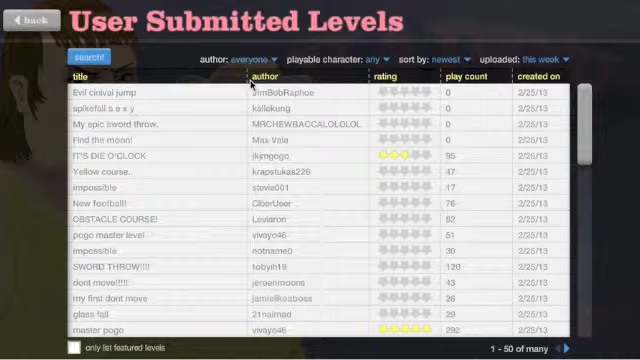 back User Submitted Levels
search! author: everyone playable character: any sort by: newest uploaded: this week
title author rating play count created on
Evil cinival jump JimBobRaphoe 0 2/25/13
spikefall s e x y kallekung 0 2/25/13
My epic sword throw.. MRCHEWBACCALOLOLOL 0 2/25/13
Find the moon! Max Vela 0 2/25/13
IT'S DIE O'CLOCK jkjmgogo 95 2/25/13
Yellow course.. krapstukas226 47 2/25/13
impossible stevie001 17 2/25/13
New football! CiberUser 76 2/25/13
OBSTACLE COURSE! Leviaron 82 2/25/13
pogo master level vivayo46 51 2/25/13
impossible notname0 30 2/25/13
SWORD THROW!!!! tobyih19 120 2/25/13
dont move!!!!! jeroenmoons 43 2/25/13
my first dont move jamielikeaboss 26 2/25/13
glass fall 21naimad 29 2/25/13
master pogo vivayo46 292 2/25/13
only list featured levels 1 - 50 of many